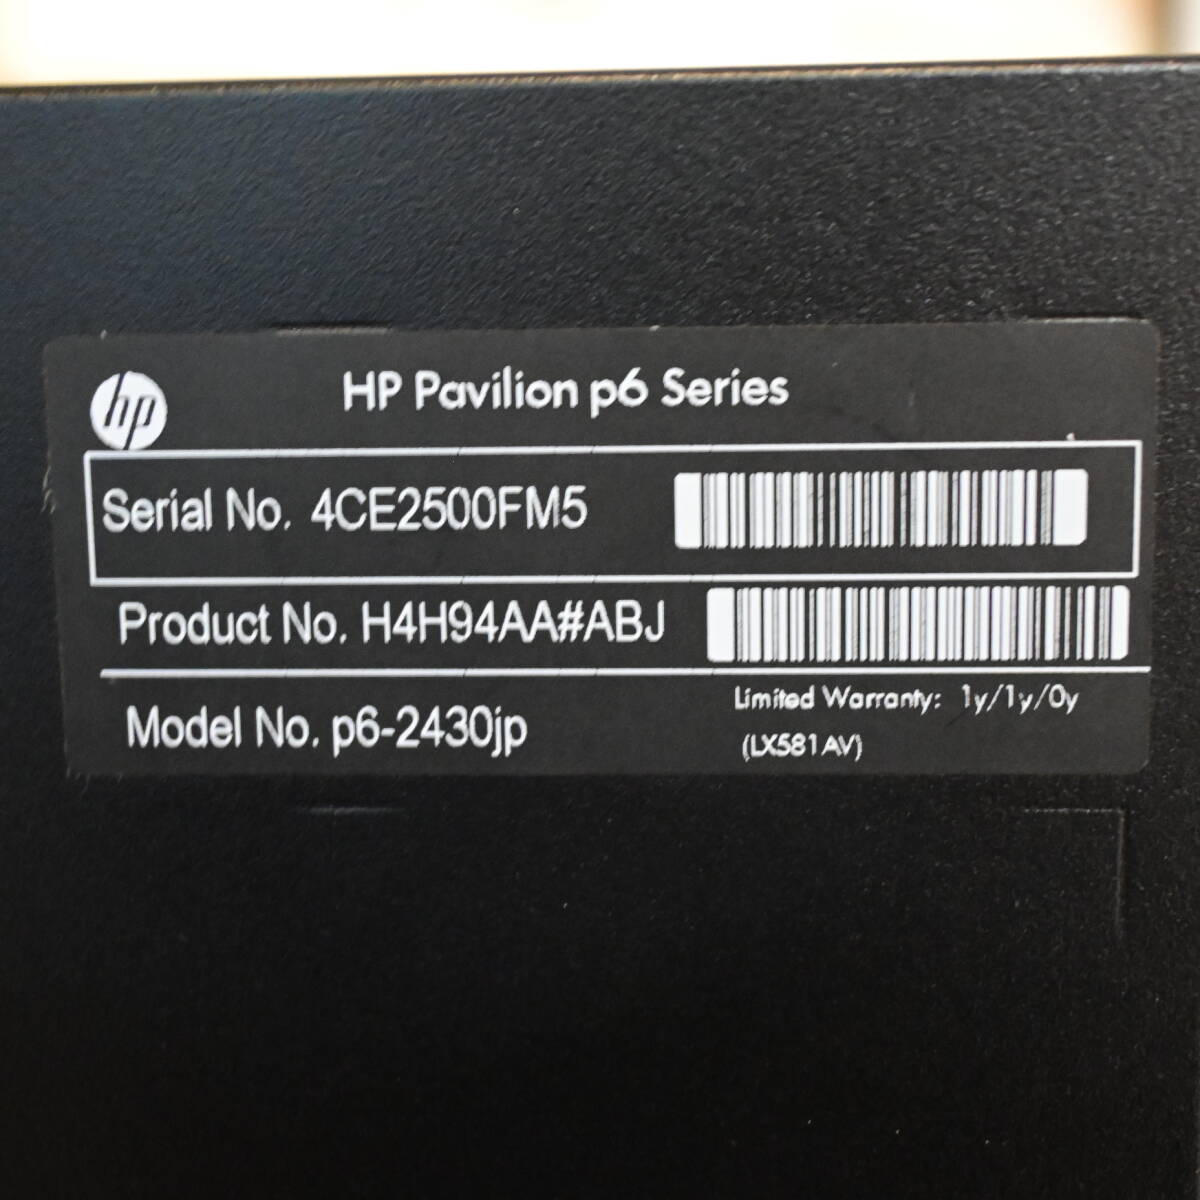 hp
HP Pavilion p6 Series
Serial No. 4CE2500FM5
Product No. H4H94AA#ABJ
Model No. p6-2430jp
Limited Warranty: 1y/1y/0y
(LX581AV)